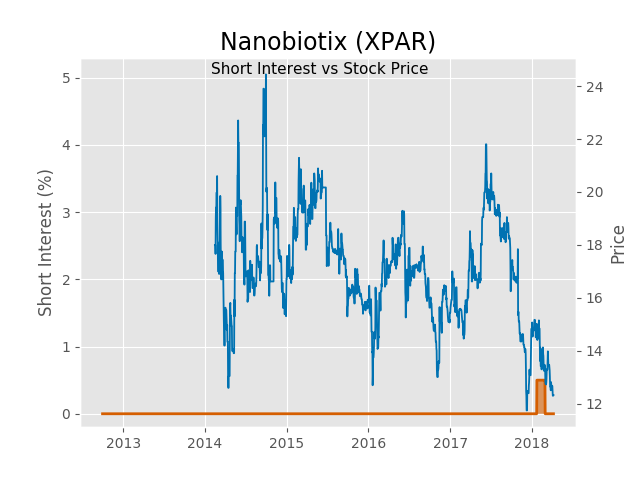 Nanobiotix (XPAR)
Short Interest vs Stock Price
Short Interest (%)
5
4
3
2
1
0
24
22
20
18
16
14
12
Price
2013 2014 2015 2016 2017 2018